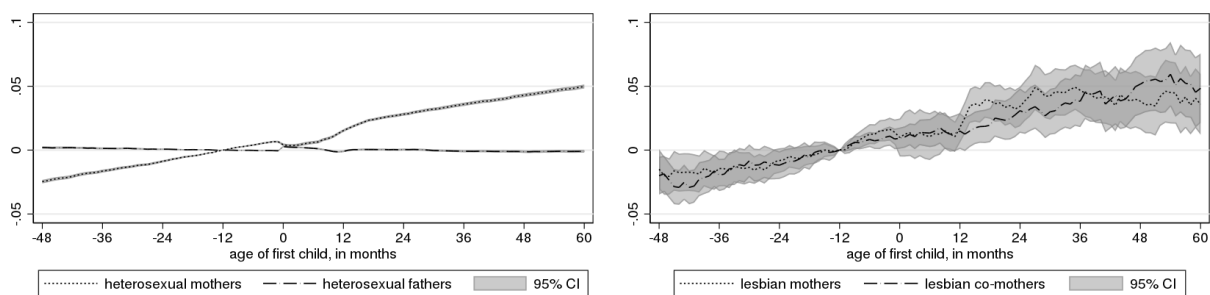 .1
.05
0
-.05
-48 -36 -24 -12 0 12 24 36 48 60
age of first child, in months
heterosexual mothers heterosexual fathers 95% CI
.1
.05
0
-.05
-48 -36 -24 -12 0 12 24 36 48 60
age of first child, in months
lesbian mothers lesbian co-mothers 95% CI